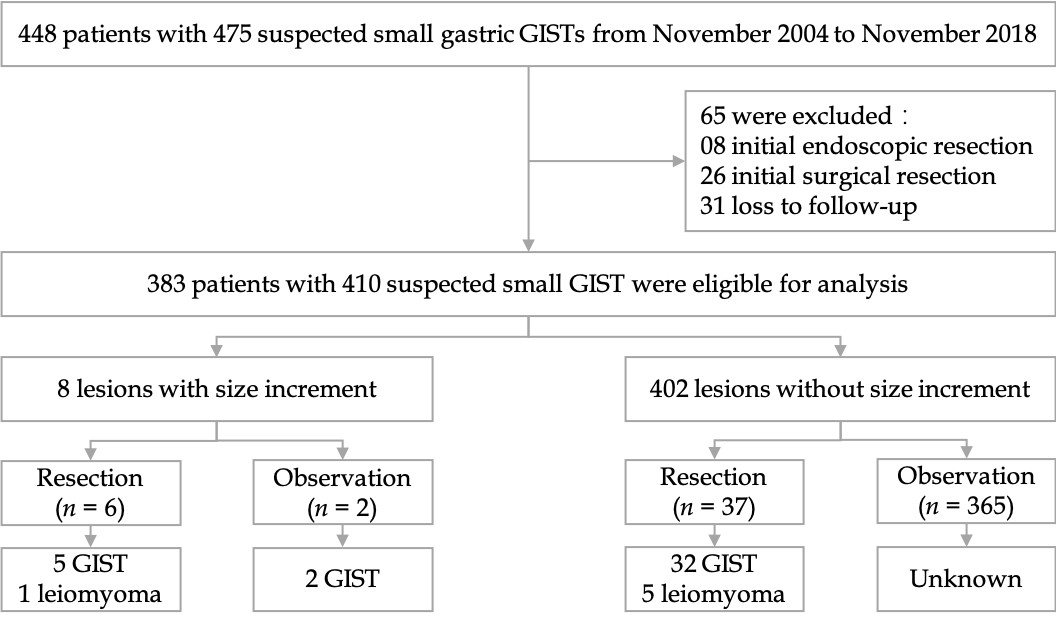 448 patients with 475 suspected small gastric GISTs from November 2004 to November 2018
65 were excluded：
08 initial endoscopic resection
26 initial surgical resection
31 loss to follow-up
383 patients with 410 suspected small GIST were eligible for analysis
8 lesions with size increment
402 lesions without size increment
Resection
(n = 6)
Observation
(n = 2)
Resection
(n = 37)
Observation
(n = 365)
5 GIST
1 leiomyoma
2 GIST
32 GIST
5 leiomyoma
Unknown